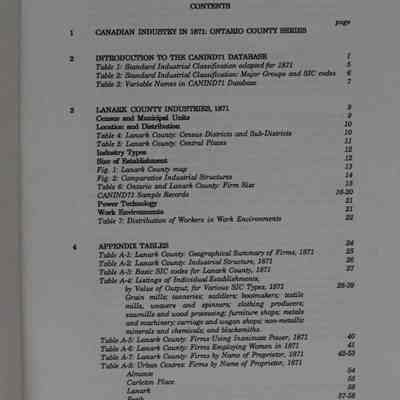 CONTENTS
page
1 CANADIAN INDUSTRY IN 1871: ONTARIO COUNTY SERIES
2 INTRODUCTION TO THE CANIND71 DATABASE 1
Table 1: Standard Industrial Classification adapted for 1871 5
Table 2: Standard Industrial Classification: Major Groups and SIC codes 6
Table 3: Variable Names in CANIND71 Database 7
3 LANARK COUNTY INDUSTRIES, 1871 9
Census and Municipal Units 9
Location and Distribution 10
Table 4: Lanark County: Census Districts and Sub-Districts 10
Table 5: Lanark County: Central Places 11
Industry Types 12
Size of Establishment 12
Fig. 1: Lanark County map 13
Fig. 2: Comparative Industrial Structures 14
Table 6: Ontario and Lanark County: Firm Size 15
CANIND71 Sample Records 16-20
Power Technology 21
Work Environments 21
Table 7: Distribution of Workers in Work Environments 22
4 APPENDIX TABLES 24
Table A-1: Lanark County: Geographical Summary of Firms, 1871 25
Table A-2: Lanark County: Industrial Structure, 1871 26
Table A-3: Basic SIC codes for Lanark County, 1871 27
Table A-4: Listings of Individual Establishments,
by Value of Output, for Various SIC Types, 1871 28-39
Grain mills; tanneries; saddlers; bootmakers; textile
mills, weavers and spinners; clothing producers;
sawmills and wood processing; furniture shops; metals
and machinery; carriage and wagon shops; non-metallic
minerals and chemicals; and blacksmiths.
Table A-5: Lanark County: Firms Using Inanimate Power, 1871 40
Table A-6: Lanark County: Firms Employing Women in 1871 41
Table A-7: Lanark County: Firms by Name of Proprietor, 1871 42-53
Table A-8: Urban Centres: Firms by Name of Proprietor, 1871
Almonte 54
Carleton Place 55
Lanark 56
Perth 57-58